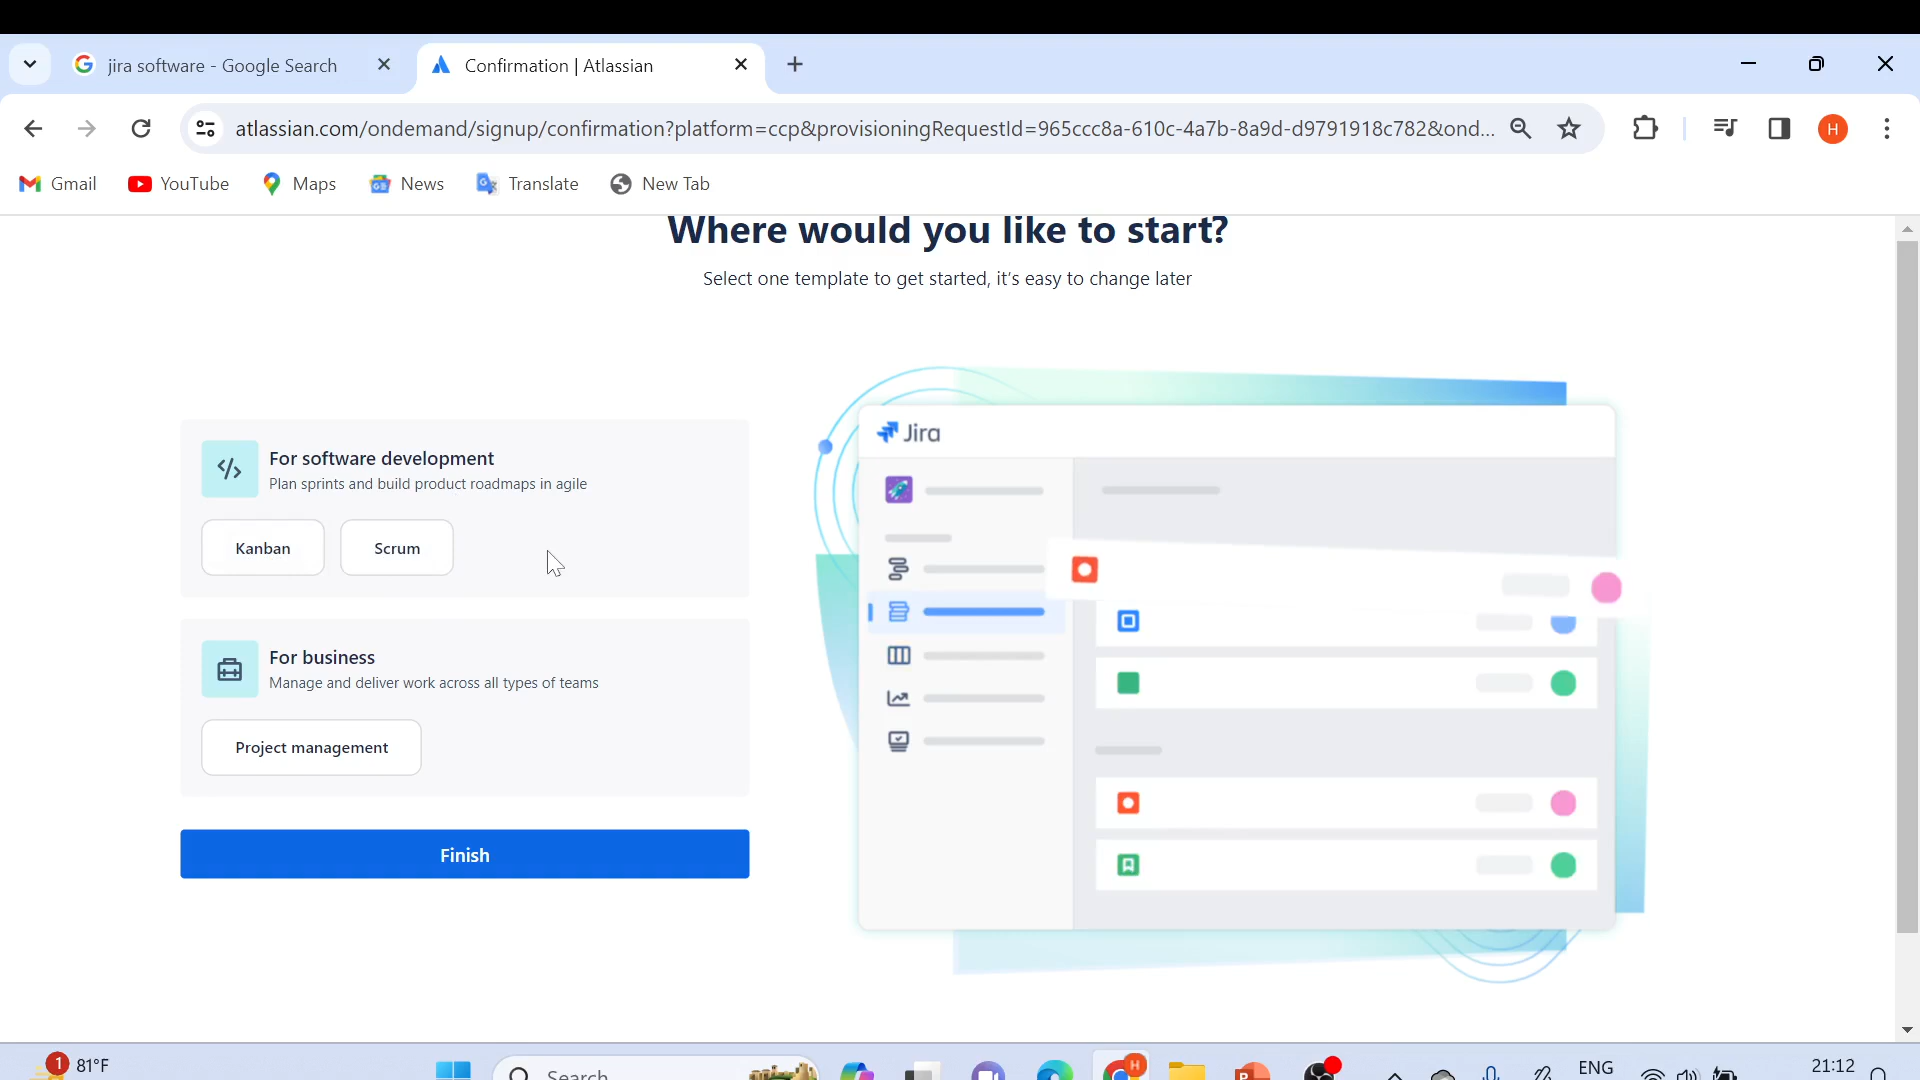 jira software - Google Search
Confirmation | Atlassian
atlassian.com/ondemand/signup/confirmation?platform=ccp&provisioningRequestId=965ccc8a-610c-4a7b-8a9d-d9791918c782&ond...
H
Gmail
YouTube
Maps
News
Translate
New Tab
Where would you like to start?
Select one template to get started, it's easy to change later
For software development
Plan sprints and build product roadmaps in agile
Kanban
Scrum
For business
Manage and deliver work across all types of teams
Project management
Finish
Jira
1
81°F
Search
H
ENG
21:12